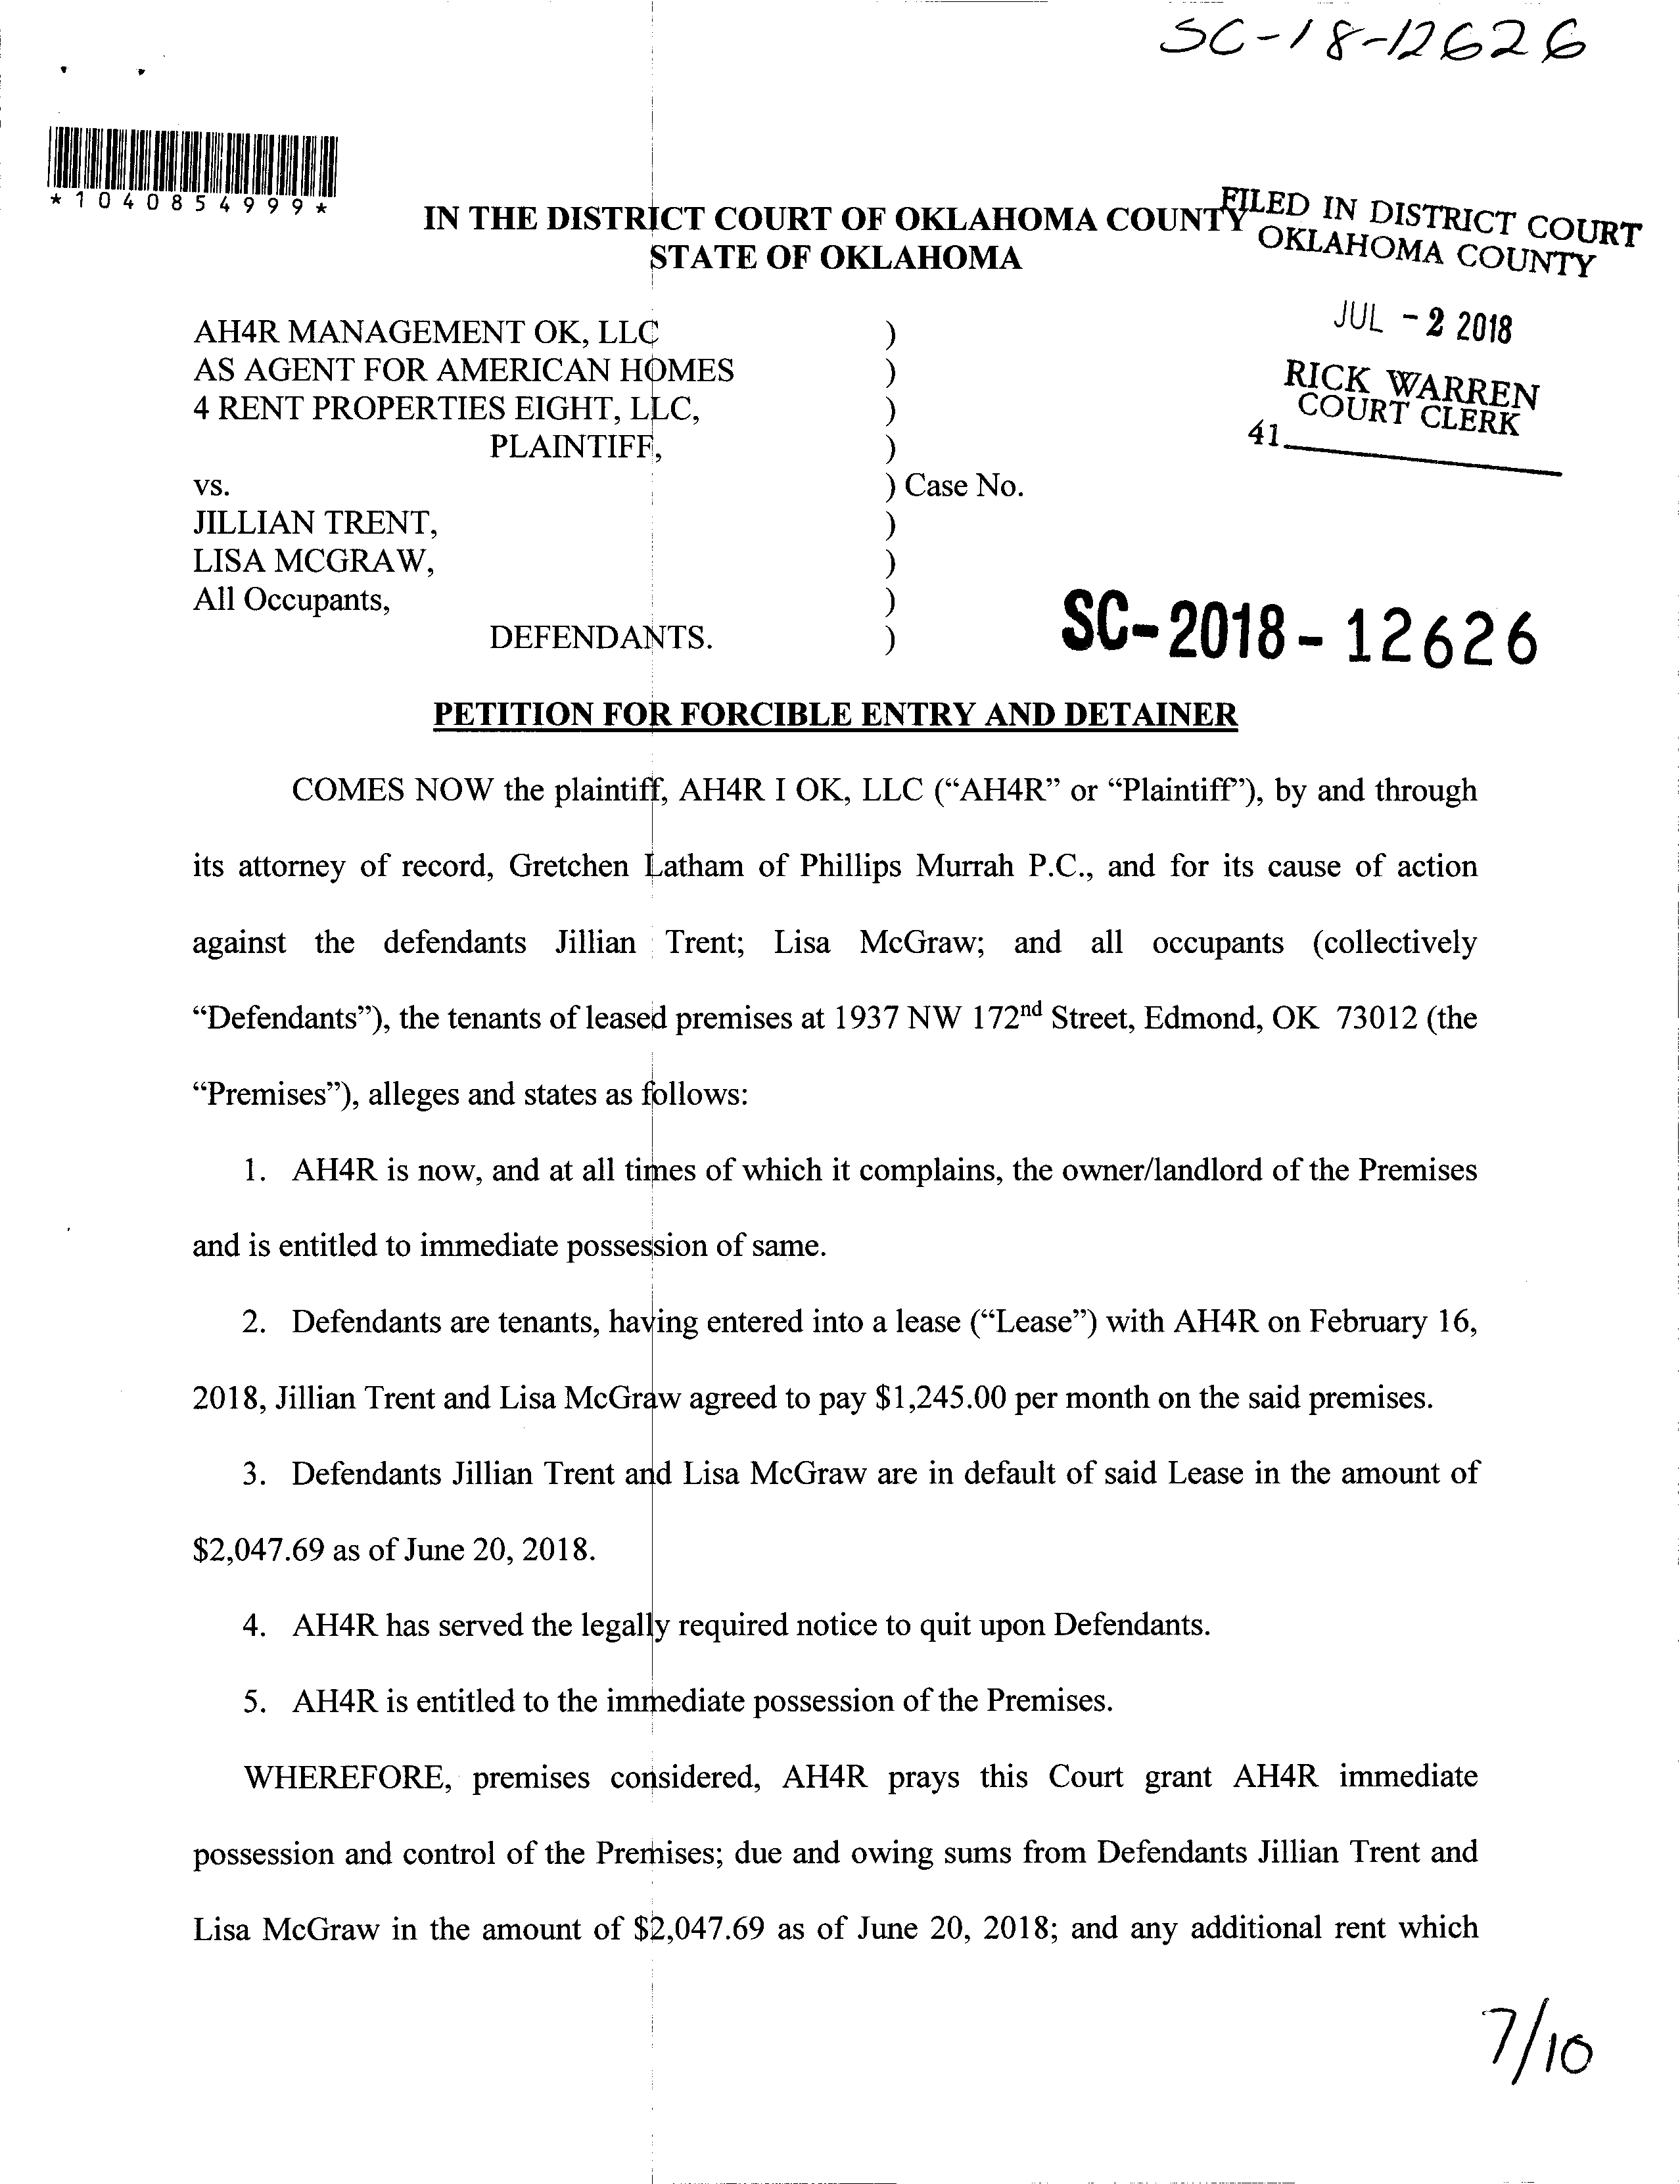 SC-18-12626
*1040854999*
IN THE DISTRICT COURT OF OKLAHOMA COUNTY
STATE OF OKLAHOMA
FILED IN DISTRICT COURT
OKLAHOMA COUNTY
JUL - 2 2018
RICK WARREN
COURT CLERK
41
AH4R MANAGEMENT OK, LLC )
AS AGENT FOR AMERICAN HOMES )
4 RENT PROPERTIES EIGHT, LLC, )
PLAINTIFF, )
vs. ) Case No.
JILLIAN TRENT, )
LISA MCGRAW, )
All Occupants, )
DEFENDANTS. )
SC-2018-12626
PETITION FOR FORCIBLE ENTRY AND DETAINER
COMES NOW the plaintiff, AH4R I OK, LLC (“AH4R” or “Plaintiff”), by and through
its attorney of record, Gretchen Latham of Phillips Murrah P.C., and for its cause of action
against the defendants Jillian Trent; Lisa McGraw; and all occupants (collectively
“Defendants”), the tenants of leased premises at 1937 NW 172nd Street, Edmond, OK 73012 (the
“Premises”), alleges and states as follows:
1. AH4R is now, and at all times of which it complains, the owner/landlord of the Premises
and is entitled to immediate possession of same.
2. Defendants are tenants, having entered into a lease (“Lease”) with AH4R on February 16,
2018, Jillian Trent and Lisa McGraw agreed to pay $1,245.00 per month on the said premises.
3. Defendants Jillian Trent and Lisa McGraw are in default of said Lease in the amount of
$2,047.69 as of June 20, 2018.
4. AH4R has served the legally required notice to quit upon Defendants.
5. AH4R is entitled to the immediate possession of the Premises.
WHEREFORE, premises considered, AH4R prays this Court grant AH4R immediate
possession and control of the Premises; due and owing sums from Defendants Jillian Trent and
Lisa McGraw in the amount of $2,047.69 as of June 20, 2018; and any additional rent which
7/10